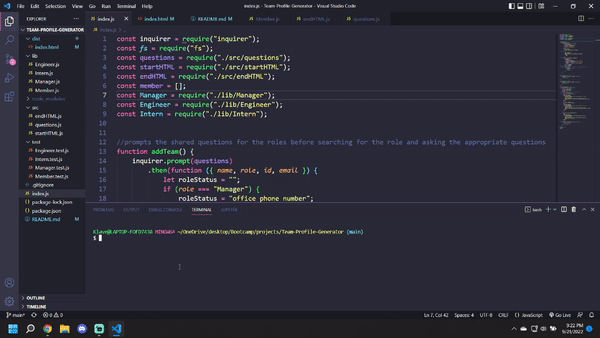 File Edit Selection View Go Run Terminal Help
index.js - Team-Profile-Generator - Visual Studio Code
EXPLORER
index.js
index.html
README.md
Member.js
endHTML.js
questions.js
TEAM-PROFILE-GENERATOR
dist
index.html
lib
Engineer.js
Intern.js
Manager.js
Member.js
node_modules
src
endHTML.js
questions.js
startHTML.js
test
Engineer.test.js
Intern.test.js
Manager.test.js
Member.test.js
.gitignore
index.js
package-lock.json
package.json
README.md
OUTLINE
TIMELINE
index.js
1 const inquirer = require("inquirer");
2 const fs = require("fs");
3 const questions = require("./src/questions");
4 const startHTML = require("./src/startHTML");
5 const endHTML = require("./src/endHTML");
6 const member = [];
7 const Manager = require("./lib/Manager");
8 const Engineer = require("./lib/Engineer");
9 const Intern = require("./lib/Intern");
10
11
12 //prompts the shared questions for the roles before searching for the role and asking the appropriate questions
13 function addTeam() {
14 inquirer.prompt(questions)
15 .then(function ({ name, role, id, email }) {
16 let roleStatus = "";
17 if (role === "Manager") {
18 roleStatus = "office phone number";
PROBLEMS OUTPUT DEBUG CONSOLE TERMINAL JUPYTER
bash
MINGW64 ~/OneDrive/desktop/Bootcamp/projects/Team-Profile-Generator (main)
$
main* 0 0
Ln 7, Col 42 Spaces: 4 UTF-8 CRLF JavaScript Go Live
9:22 PM
9/29/2022